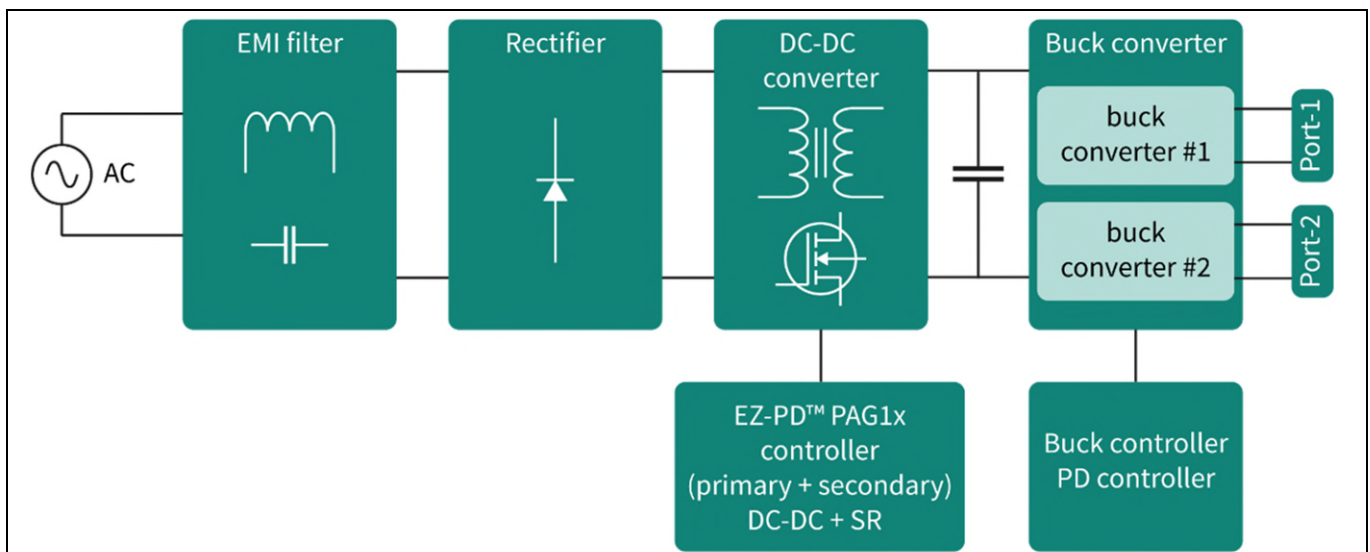 EMI filter
Rectifier
DC-DC
converter
Buck converter
AC
buck
converter #1
buck
converter #2
Port-1
Port-2
EZ-PD™ PAG1x
controller
(primary + secondary)
DC-DC + SR
Buck controller
PD controller